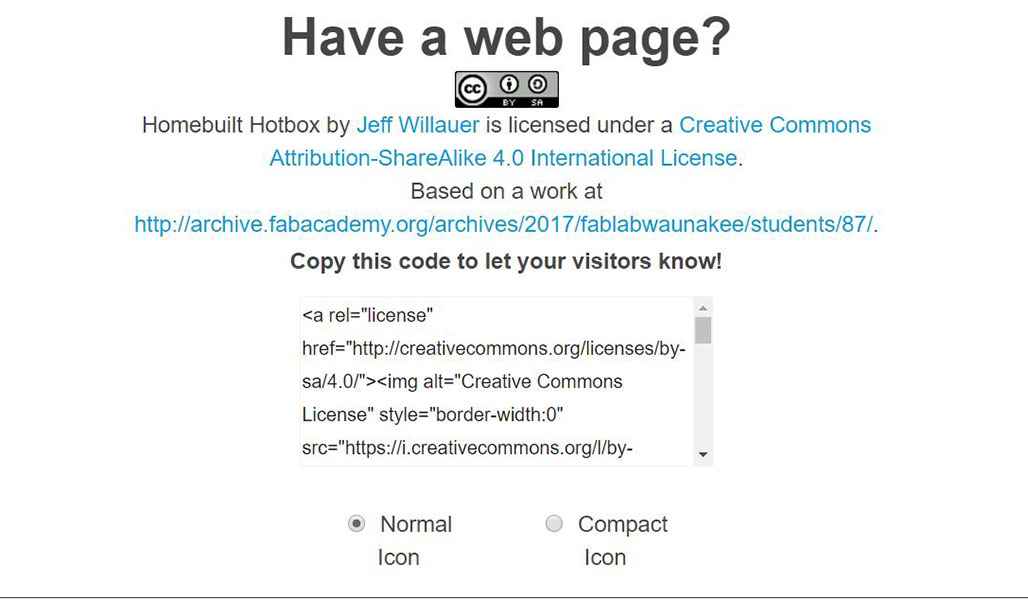 Have a web page?
cc BY SA
Homebuilt Hotbox by Jeff Willauer is licensed under a Creative Commons
Attribution-ShareAlike 4.0 International License.
Based on a work at
http://archive.fabacademy.org/archives/2017/fablabwaunakee/students/87/.
Copy this code to let your visitors know!
<a rel="license"
href="http://creativecommons.org/licenses/by-
sa/4.0/"><img alt="Creative Commons
License" style="border-width:0"
src="https://i.creativecommons.org/l/by-
Normal Compact
Icon Icon